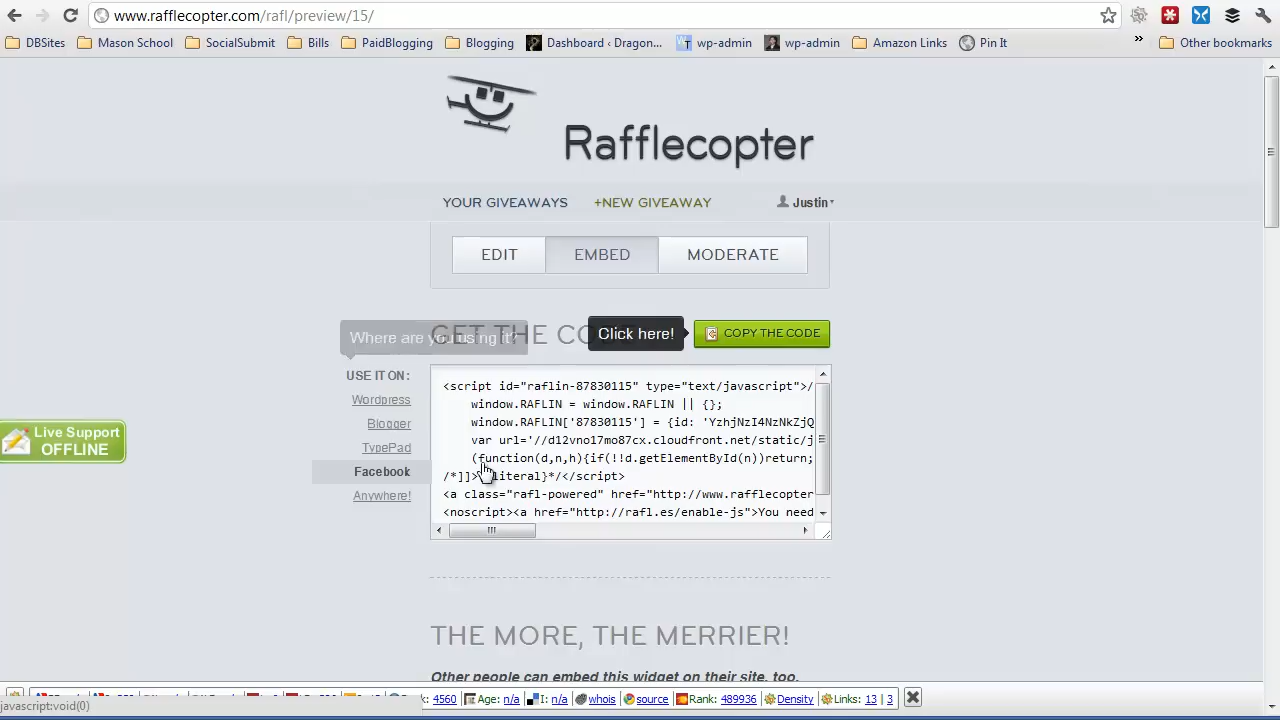 www.rafflecopter.com/rafl/preview/15/
DBSites Mason School SocialSubmit Bills PaidBlogging Blogging Dashboard ‹ Dragon... wp-admin wp-admin Amazon Links Pin It » Other bookmarks
Rafflecopter
YOUR GIVEAWAYS +NEW GIVEAWAY Justin
EDIT EMBED MODERATE
Where are you using it?
GET THE CO
Click here!
COPY THE CODE
USE IT ON:
Wordpress
Blogger
TypePad
Facebook
Anywhere!
<script id="raflin-87830115" type="text/javascript">/
window.RAFLIN = window.RAFLIN || {};
window.RAFLIN['87830115'] = {id: 'YzhjNzI4NzNkZjQ
var url='//d12vno17mo87cx.cloudfront.net/embed/j
(function(d,n,h){if(!!d.getElementById(n))return;
/*]]> literal}*/</script>
<a class="rafl-powered" href="http://www.rafflecopter
<noscript><a href="http://rafl.es/enable-js">You need
Live Support
OFFLINE
THE MORE, THE MERRIER!
Other people can embed this widget on their site, too.
k: 4560 Age: n/a I: n/a whois source Rank: 489936 Density Links: 13 | 3
javascript:void(0)